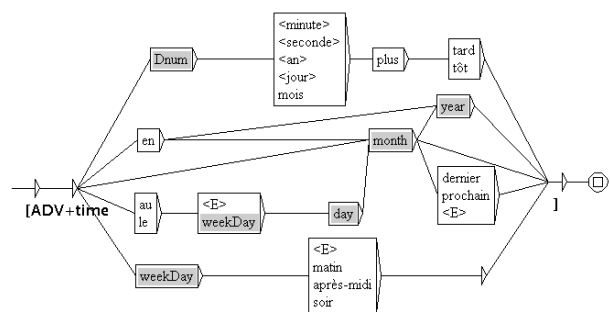 <minute>
<seconde>
<an>
<jour>
mois
Dnum
plus
tard
tôt
en
month
year
dernier
prochain
<E>
[ADV+time
]
au
le
<E>
weekDay
day
weekDay
<E>
matin
après-midi
soir